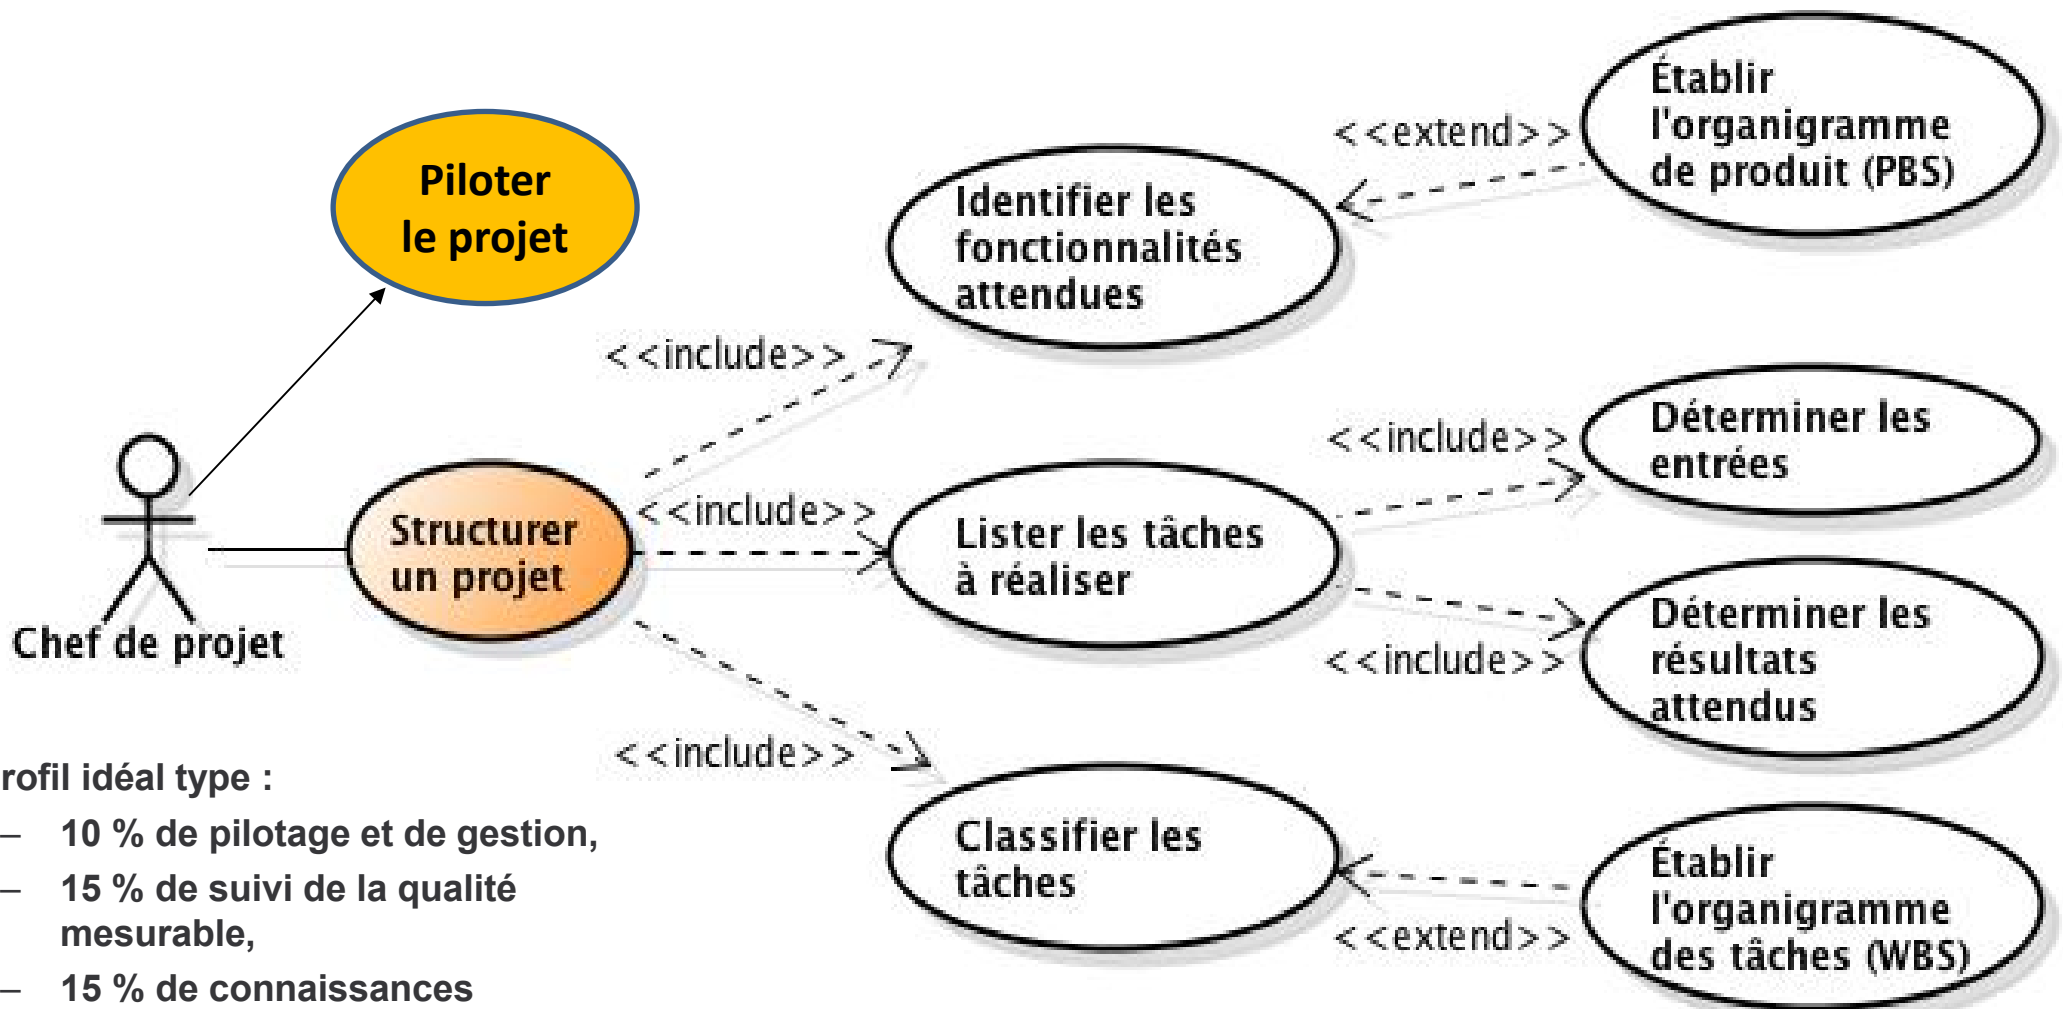 Piloter
le projet
Chef de projet
Structurer
un projet
<<include>>
<<include>>
<<include>>
Identifier les
fonctionnalités
attendues
Lister les tâches
à réaliser
Classifier les
tâches
<<extend>>
<<include>>
<<include>>
<<extend>>
Établir
l'organigramme
de produit (PBS)
Déterminer les
entrées
Déterminer les
résultats
attendus
Établir
l'organigramme
des tâches (WBS)
rofil idéal type :
– 10 % de pilotage et de gestion,
– 15 % de suivi de la qualité
mesurable,
– 15 % de connaissances